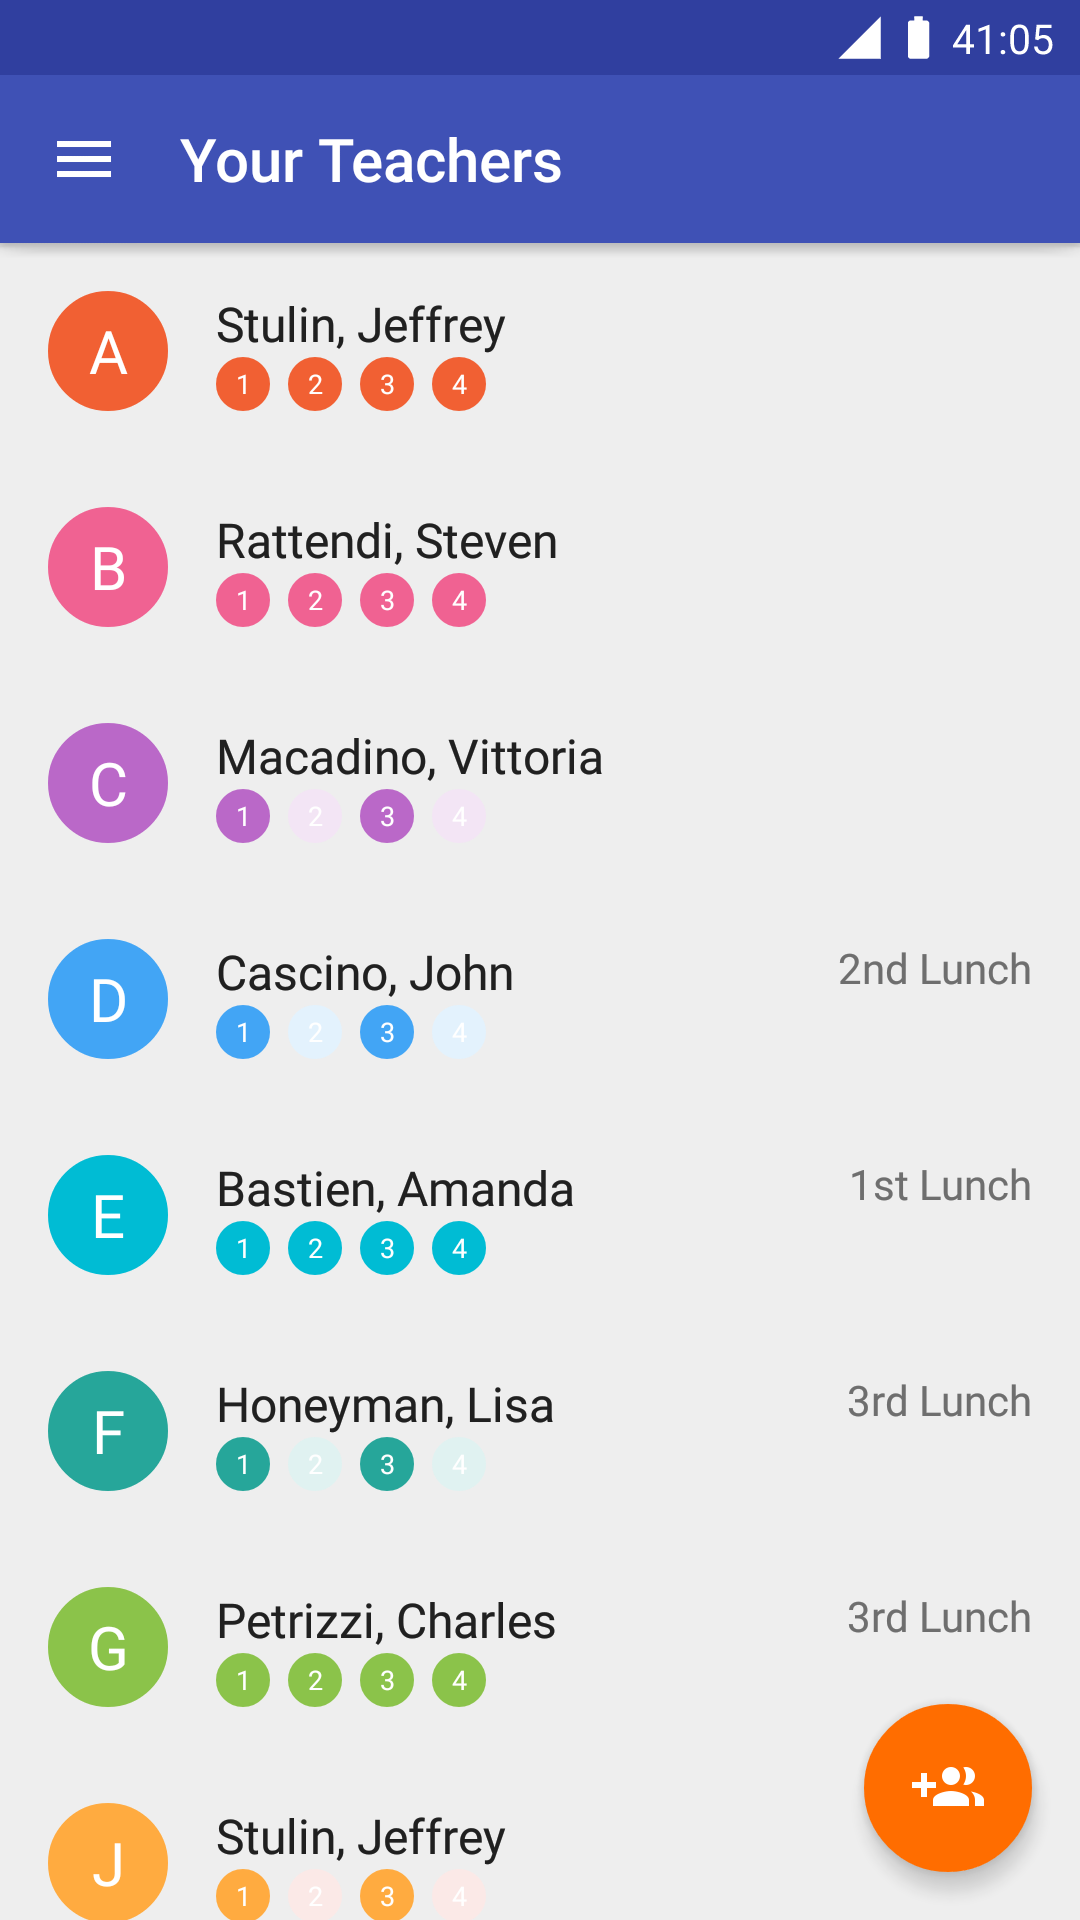 41:05
Your Teachers
A
Stulin, Jeffrey
1 2 3 4
B
Rattendi, Steven
1 2 3 4
C
Macadino, Vittoria
1 2 3 4
D
Cascino, John
2nd Lunch
1 2 3 4
E
Bastien, Amanda
1st Lunch
1 2 3 4
F
Honeyman, Lisa
3rd Lunch
1 2 3 4
G
Petrizzi, Charles
3rd Lunch
1 2 3 4
J
Stulin, Jeffrey
1 2 3 4